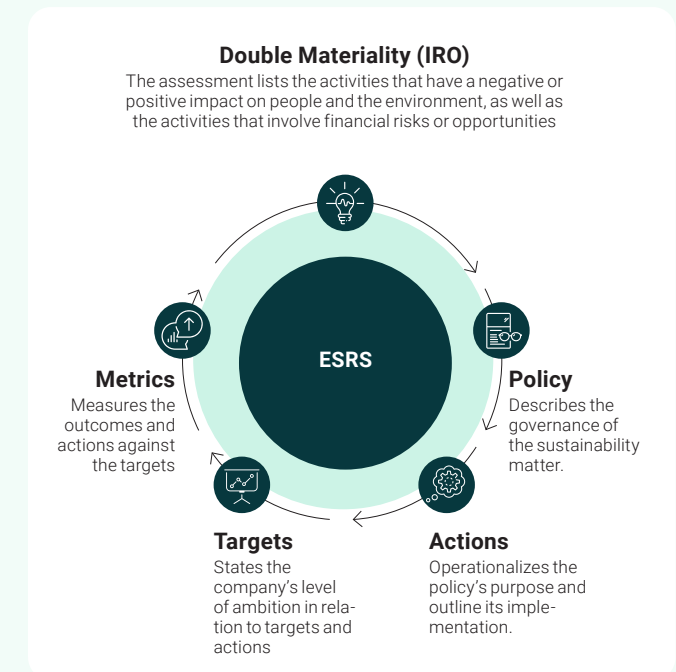 Double Materiality (IRO)
The assessment lists the activities that have a negative or
positive impact on people and the environment, as well as
the activities that involve financial risks or opportunities
ESRS
Metrics
Measures the
outcomes and
actions against
the targets
Policy
Describes the
governance of
the sustainability
matter.
Targets
States the
company's level
of ambition in rela-
tion to targets and
actions
Actions
Operationalizes the
policy's purpose and
outline its imple-
mentation.